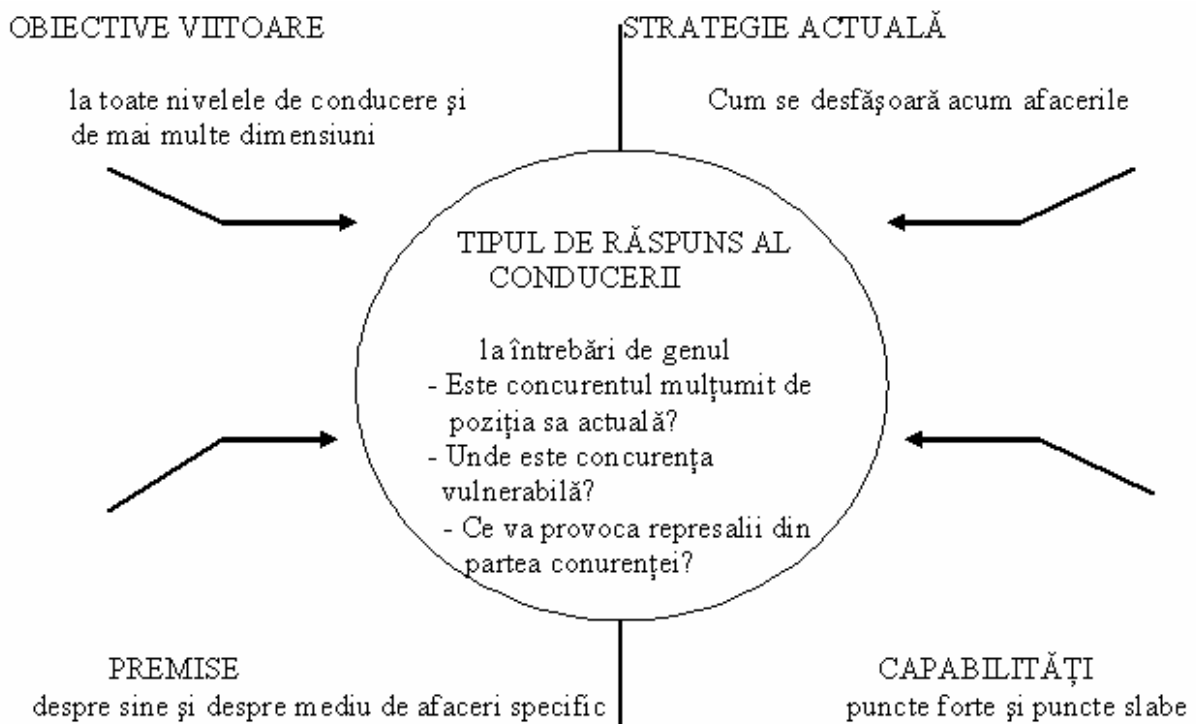 OBIECTIVE VIITOARE
la toate nivelele de conducere şi
de mai multe dimensiuni
STRATEGIE ACTUALĂ
Cum se desfăşoară acum afacerile
TIPUL DE RĂSPUNS AL
CONDUCERII
la întrebări de genul
- Este concurentul mulţumit de
poziţia sa actuală?
- Unde este concurenţa
vulnerabilă?
- Ce va provoca represalii din
partea conurenţei?
PREMISE
despre sine şi despre mediu de afaceri specific
CAPABILITĂŢI
puncte forte şi puncte slabe